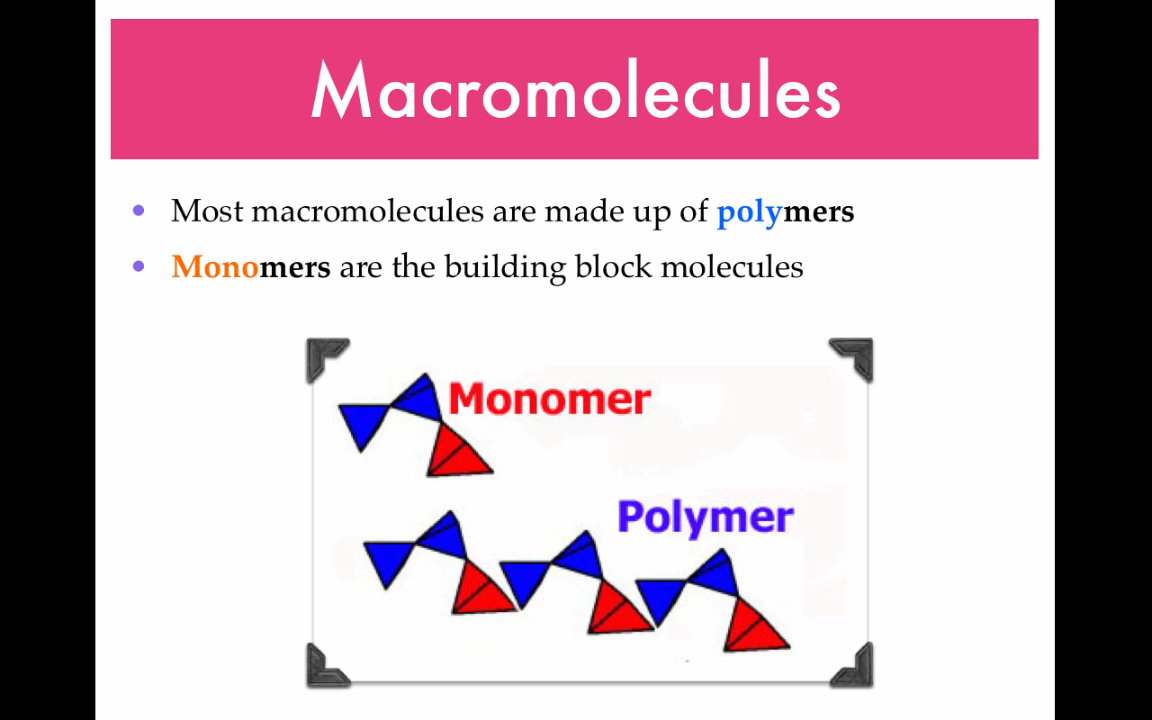 Macromolecules
• Most macromolecules are made up of polymers
• Monomers are the building block molecules
Monomer
Polymer